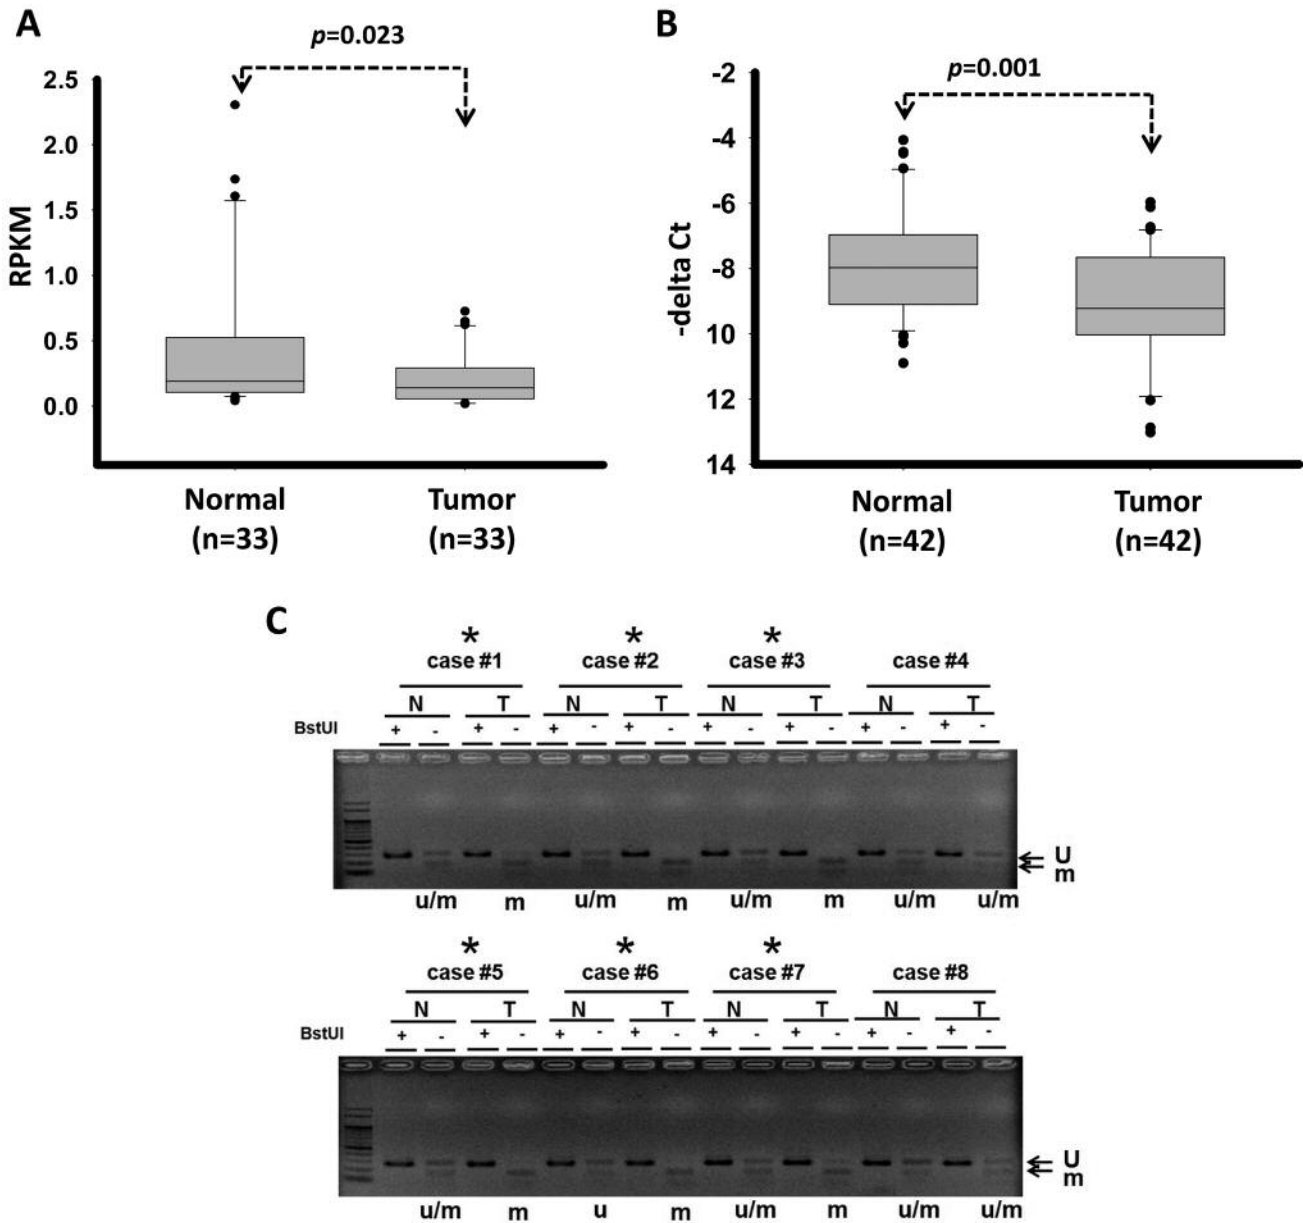 A
p=0.023
RPKM
2.5
2.0
1.5
1.0
0.5
0.0
Normal
(n=33)
Tumor
(n=33)
B
p=0.001
-delta Ct
-2
-4
-6
-8
10
12
14
Normal
(n=42)
Tumor
(n=42)
C
* * *
case #1 case #2 case #3 case #4
N T N T N T N T
BstUI + - + - + - + - + - + - + - + -
U
m
u/m m u/m m u/m m u/m u/m
* * *
case #5 case #6 case #7 case #8
N T N T N T N T
BstUI + - + - + - + - + - + - + - + -
U
m
u/m m u m u/m m u/m u/m